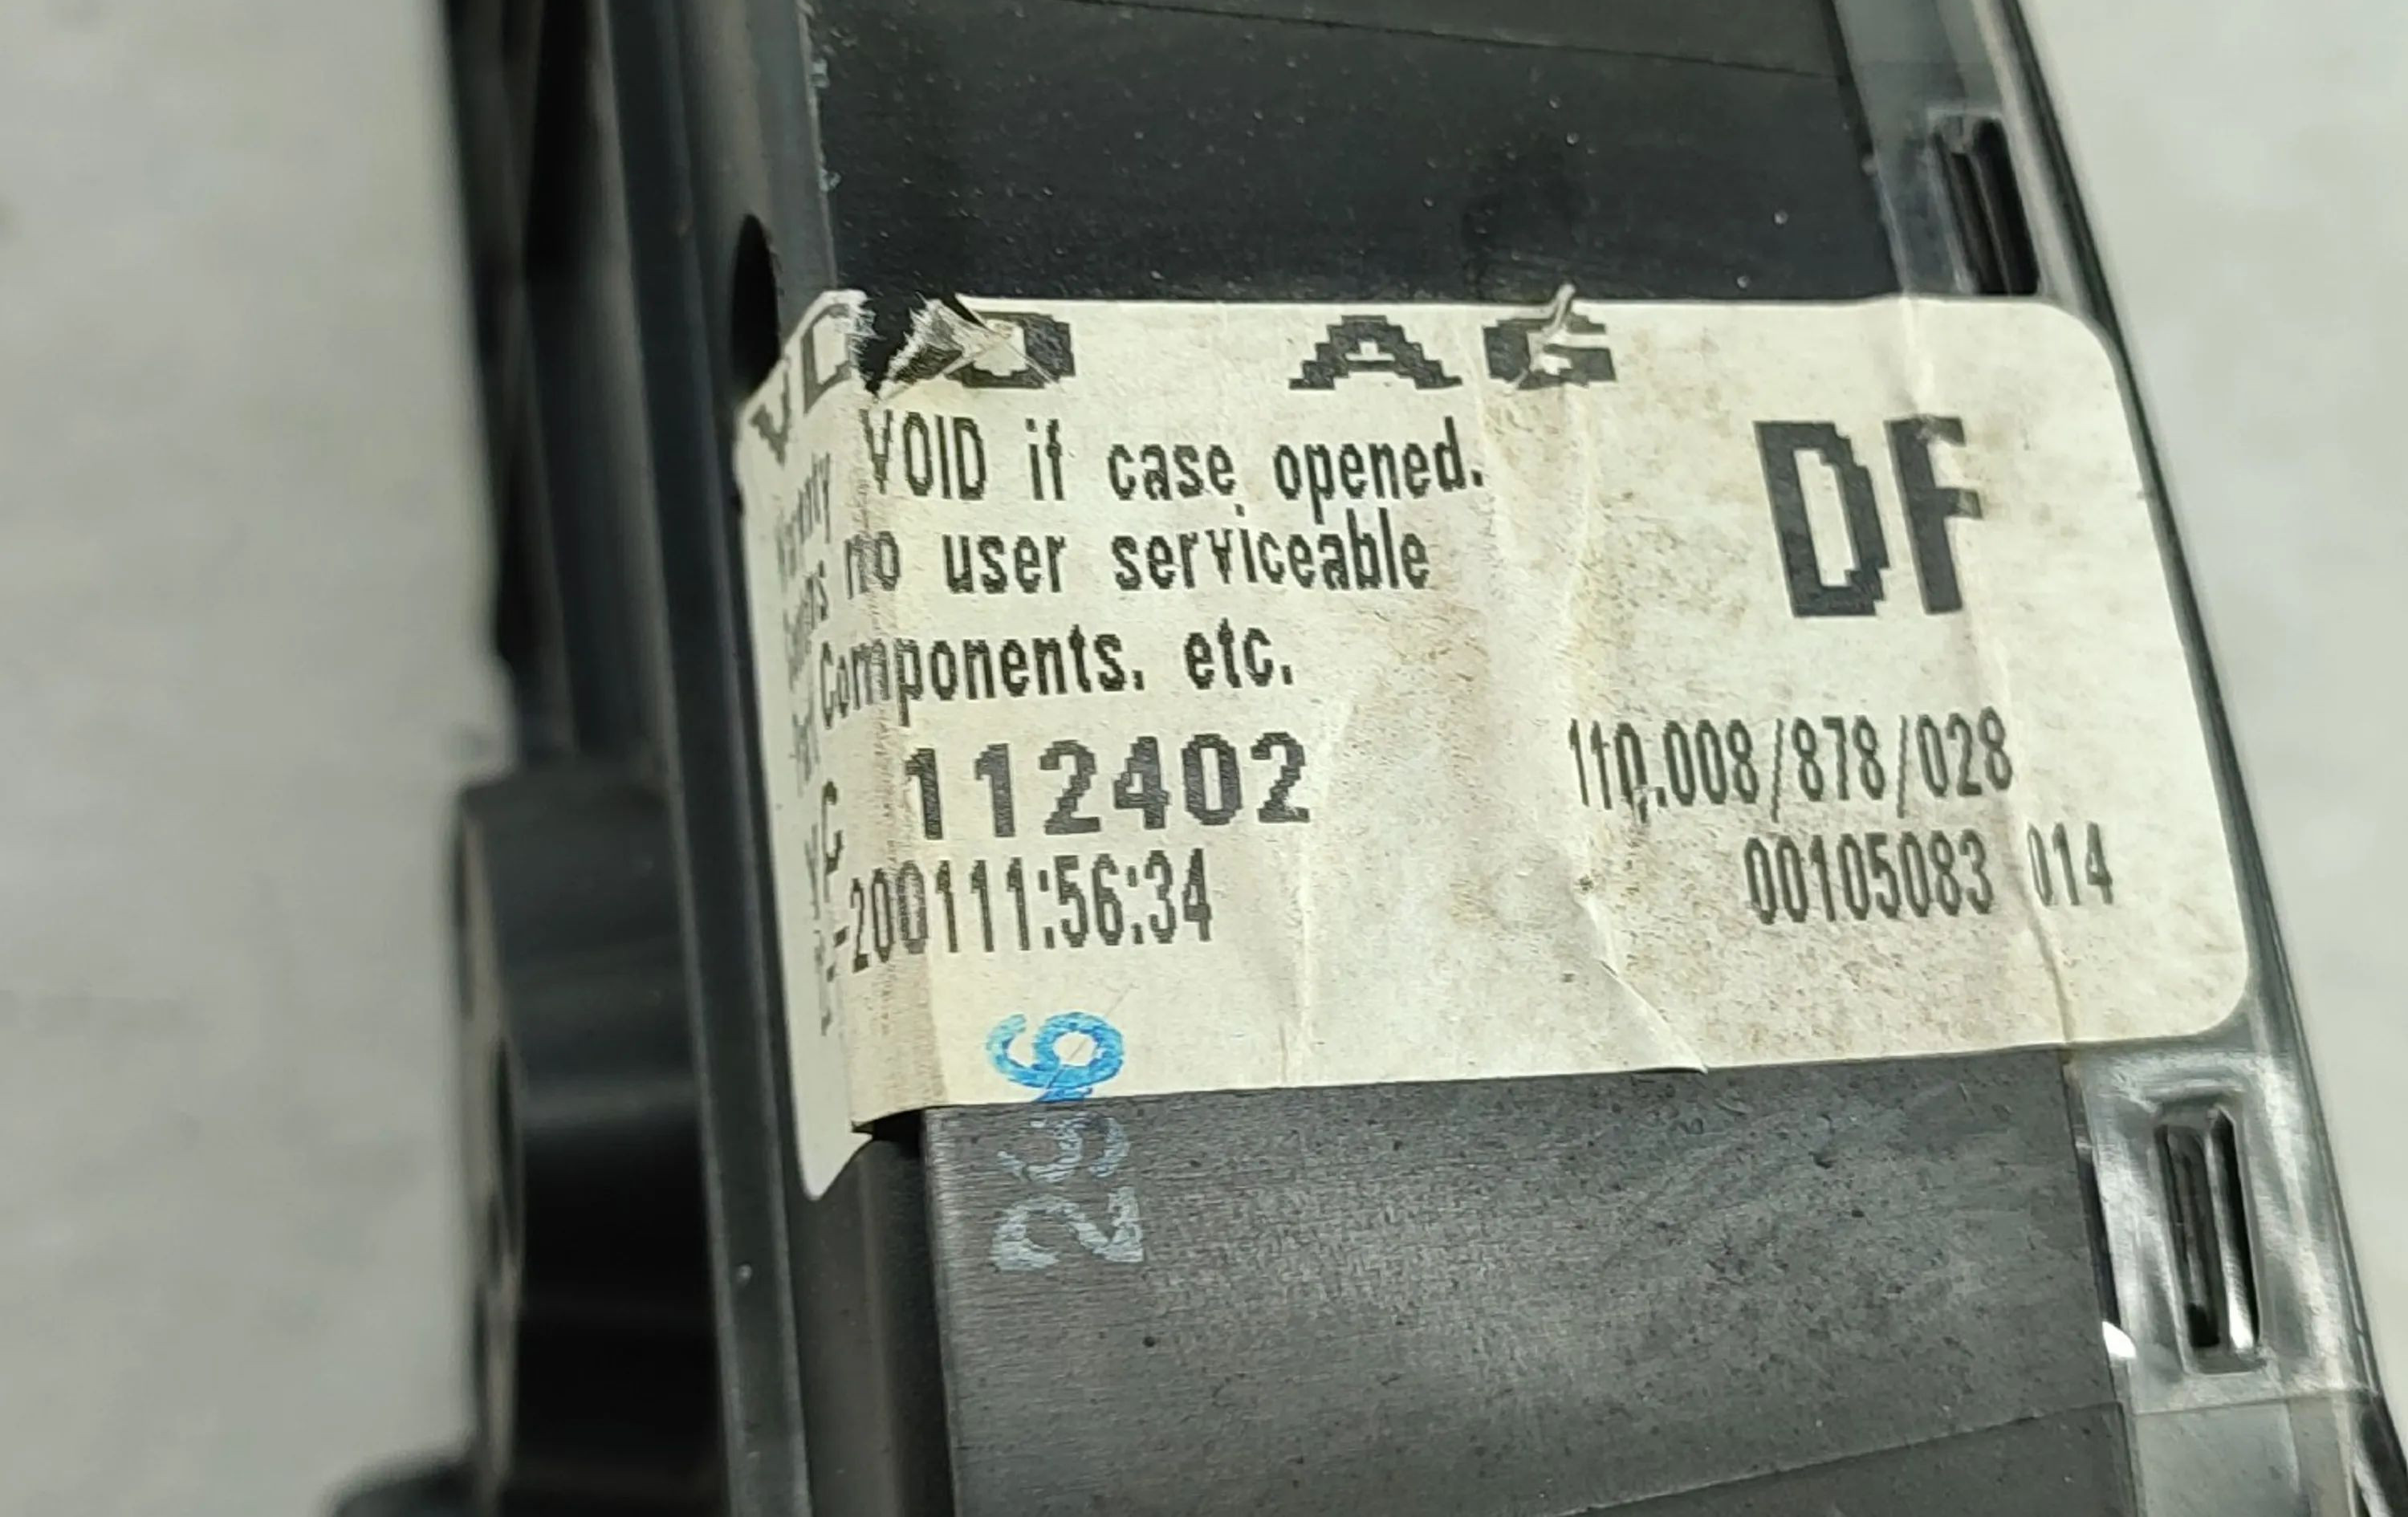 VDO AG
VOID if case opened.
no user serviceable
Components. etc.
DF
112402
110.008/878/028
-200111:56:34
00105083 014
296